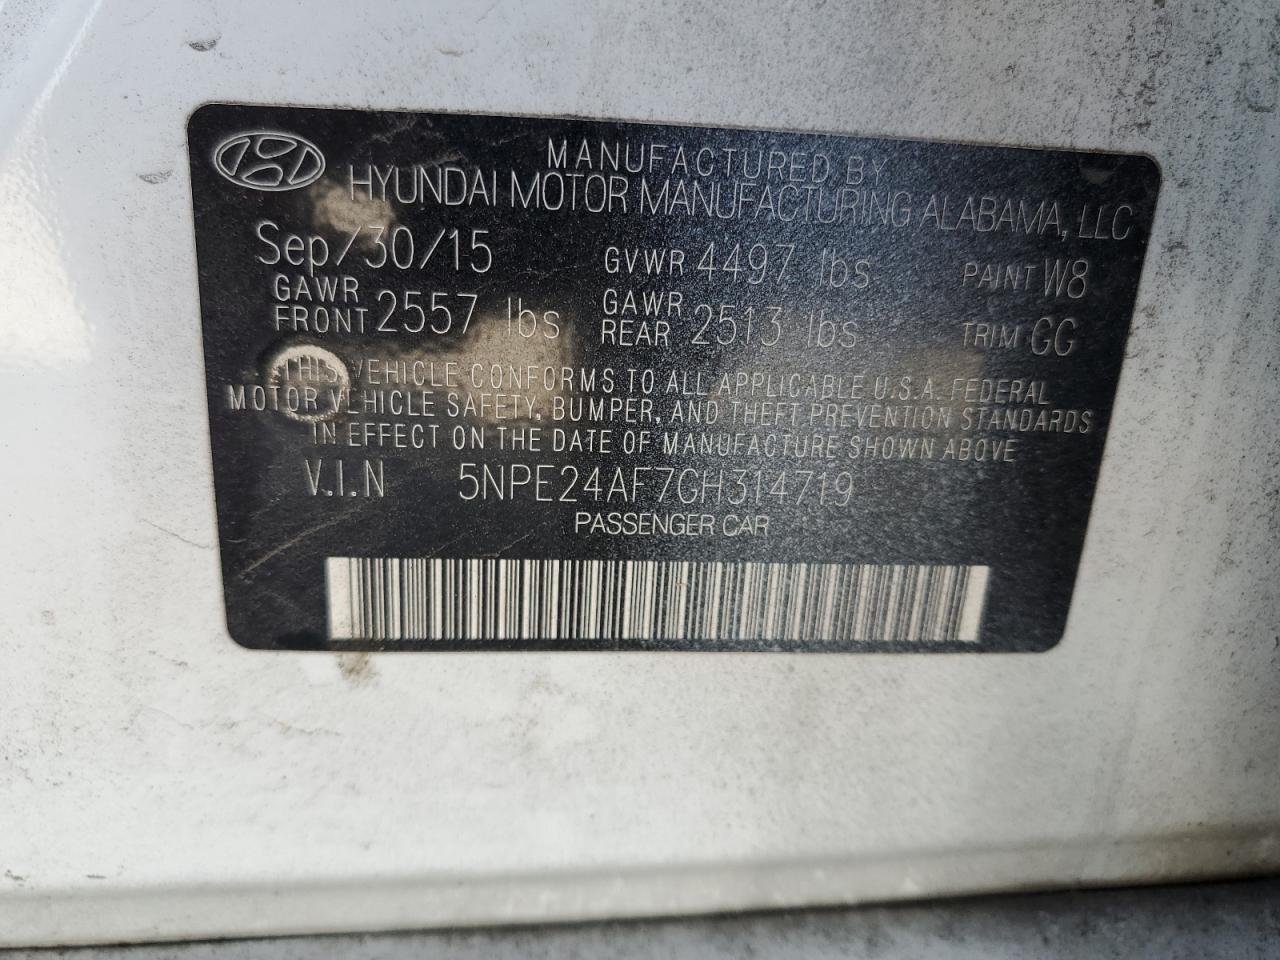 MANUFACTURED BY
HYUNDAI MOTOR MANUFACTURING ALABAMA, LLC
Sep/30/15 GVWR 4497 lbs PAINT W8
GAWR FRONT 2557 lbs GAWR REAR 2513 lbs TRIM GG
THIS VEHICLE CONFORMS TO ALL APPLICABLE U.S.A. FEDERAL
MOTOR VEHICLE SAFETY, BUMPER, AND THEFT PREVENTION STANDARDS
IN EFFECT ON THE DATE OF MANUFACTURE SHOWN ABOVE
V.I.N 5NPE24AF7GH314719
PASSENGER CAR